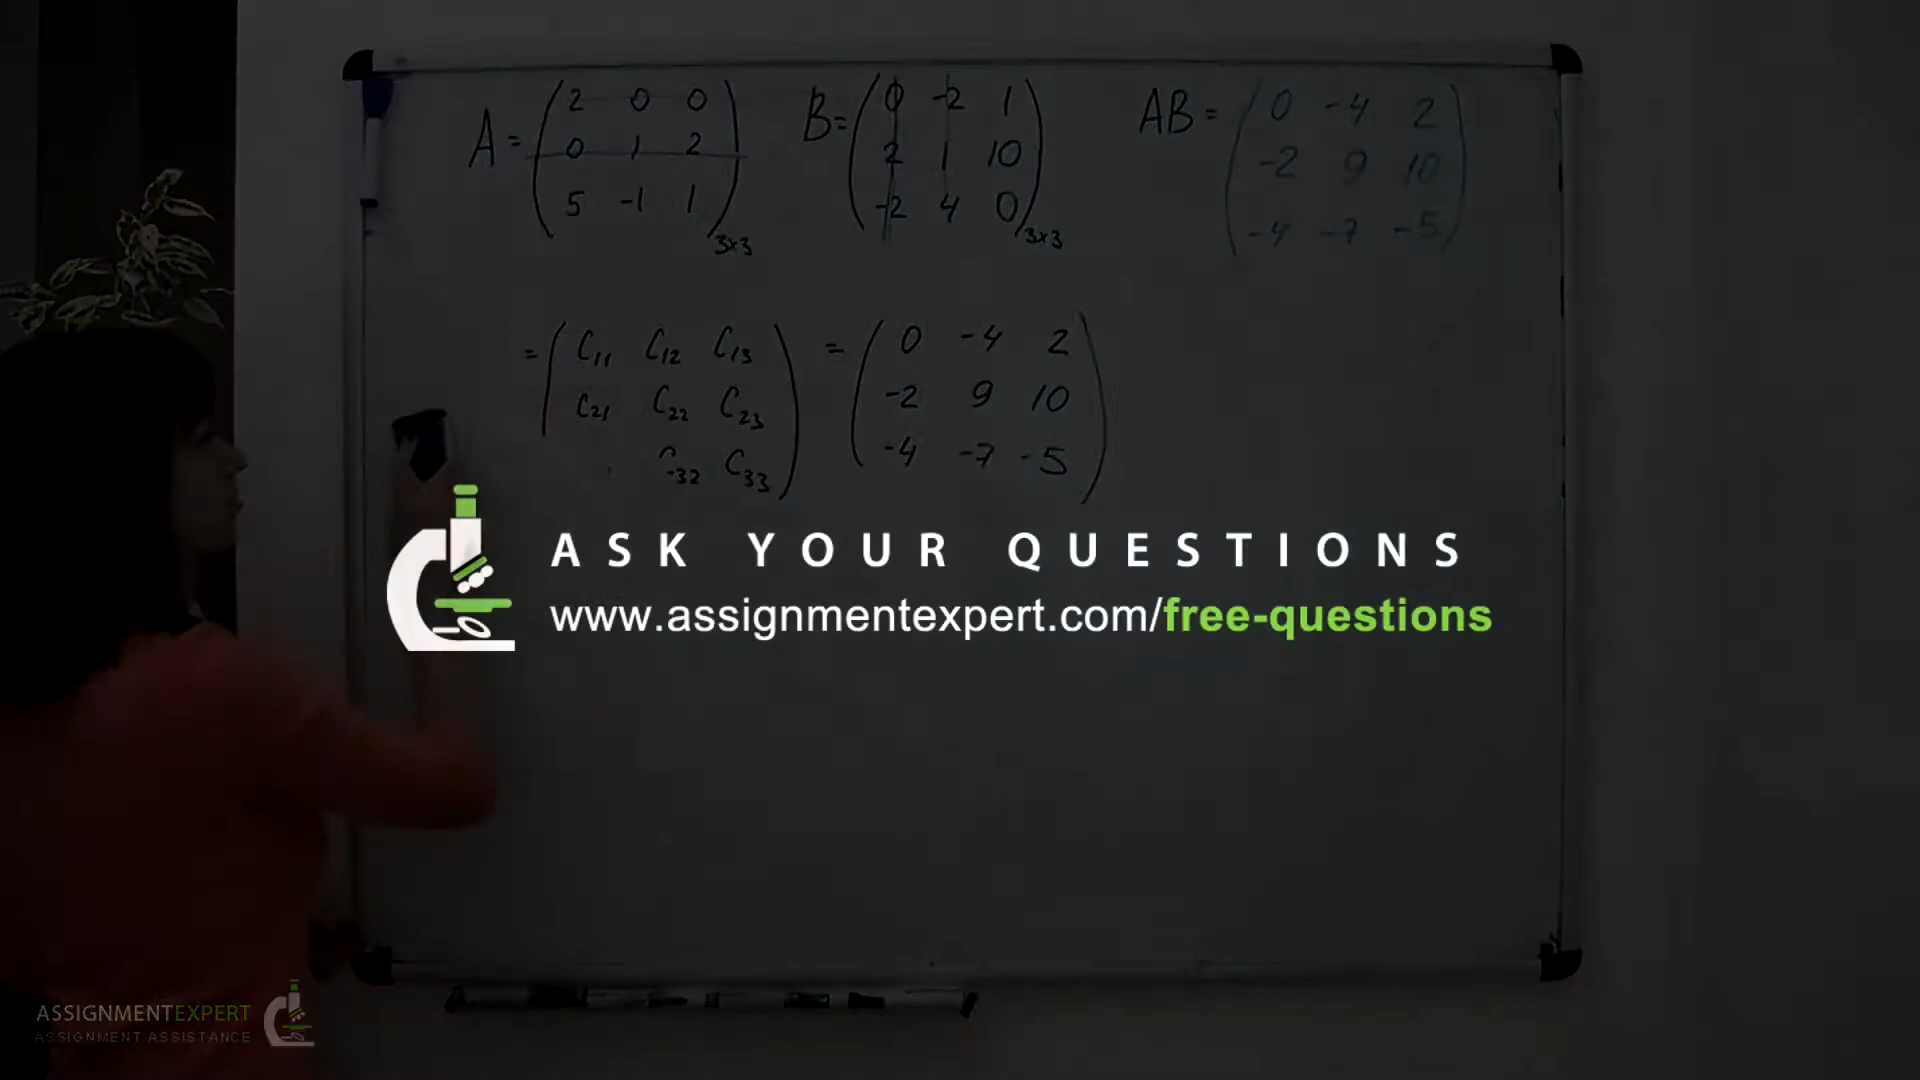 A = ( 2 0 0 B = ( 0 -2 1 AB = ( 0 -4 2
0 1 2 2 1 10 -2 9 10
5 -1 1 )3x3 -2 4 0 )3x3 -4 -7 -5 )
= ( C11 C12 C13 = ( 0 -4 2
C21 C22 C23 -2 9 10
C32 C33 ) -4 -7 -5 )
ASK YOUR QUESTIONS
www.assignmentexpert.com/free-questions
ASSIGNMENTEXPERT
ASSIGNMENT ASSISTANCE